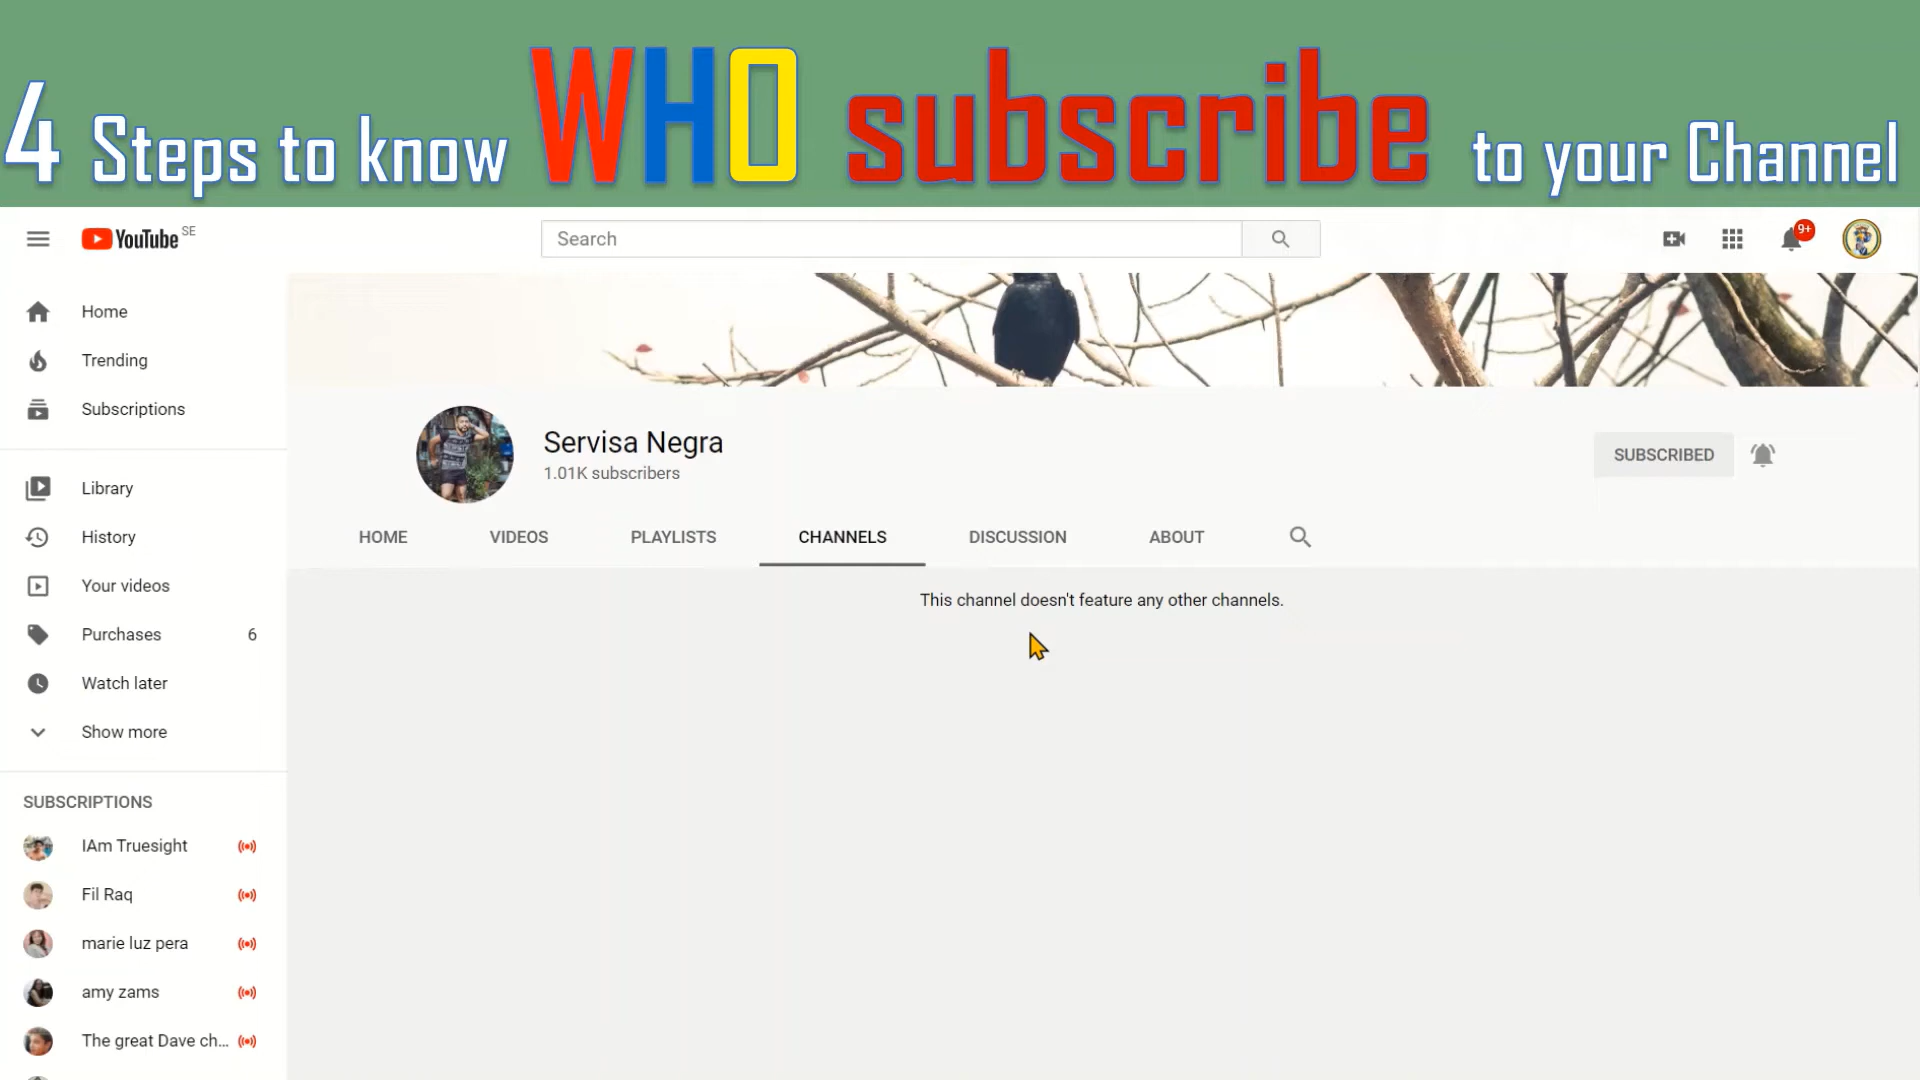 4 Steps to know WHO subscribe to your Channel
YouTube SE
Search
9+
Home
Trending
Subscriptions
Library
History
Your videos
Purchases 6
Watch later
Show more
SUBSCRIPTIONS
IAm Truesight
Fil Raq
marie luz pera
amy zams
The great Dave ch...
Servisa Negra
1.01K subscribers
SUBSCRIBED
HOME VIDEOS PLAYLISTS CHANNELS DISCUSSION ABOUT
This channel doesn't feature any other channels.